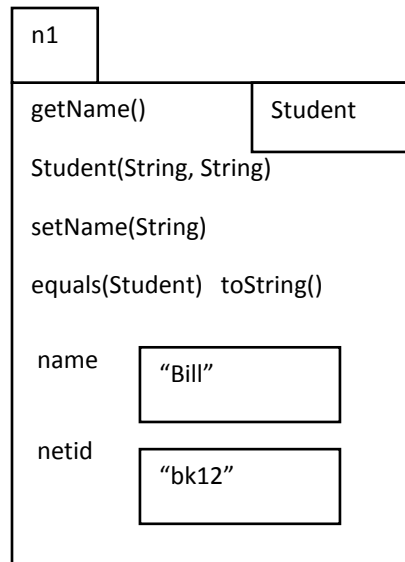 n1
getName() Student
Student(String, String)
setName(String)
equals(Student) toString()
name “Bill”
netid “bk12”